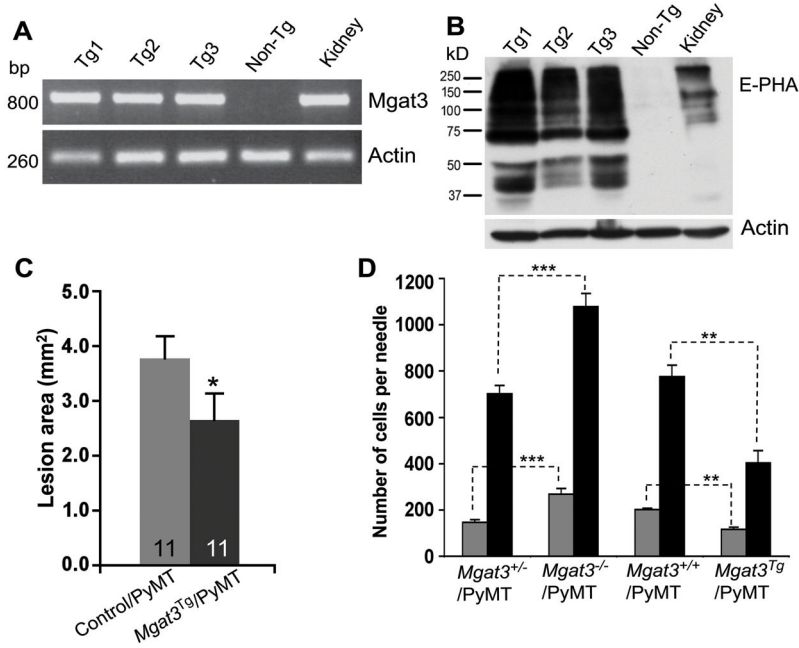 A
Tg1 Tg2 Tg3 Non-Tg Kidney
bp
800 Mgat3
260 Actin
B
Tg1 Tg2 Tg3 Non-Tg Kidney
kD
250
150
100
75
50
37
E-PHA
Actin
C
Lesion area (mm²)
5.0
4.0
3.0
2.0
1.0
0.0
*
11 11
Control/PyMT Mgat3ᵀᵍ/PyMT
D
Number of cells per needle
1200
1000
800
600
400
200
0
***
**
***
**
Mgat3⁺/⁻ Mgat3⁻/⁻ Mgat3⁺/⁺ Mgat3ᵀᵍ
/PyMT /PyMT /PyMT /PyMT